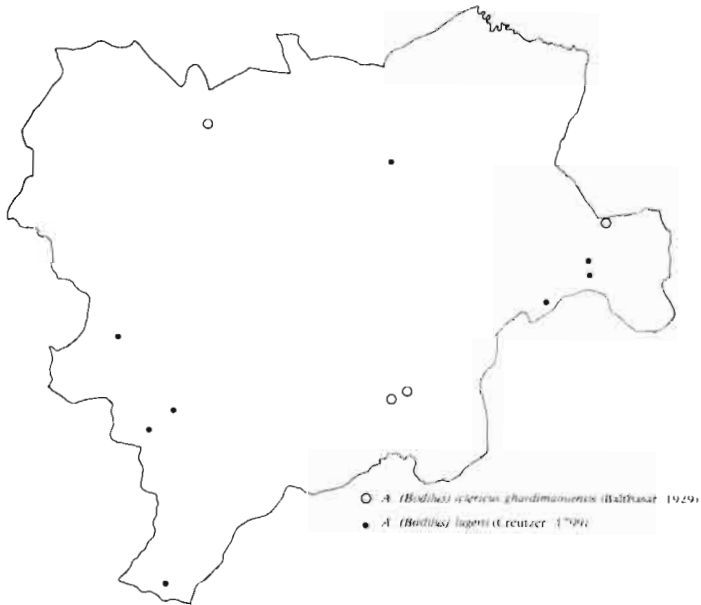 A. (Bodilus) ictericus ghardimaouensis (Balthasar 1929)
A. (Bodilus) lugens (Creutzer 1799)